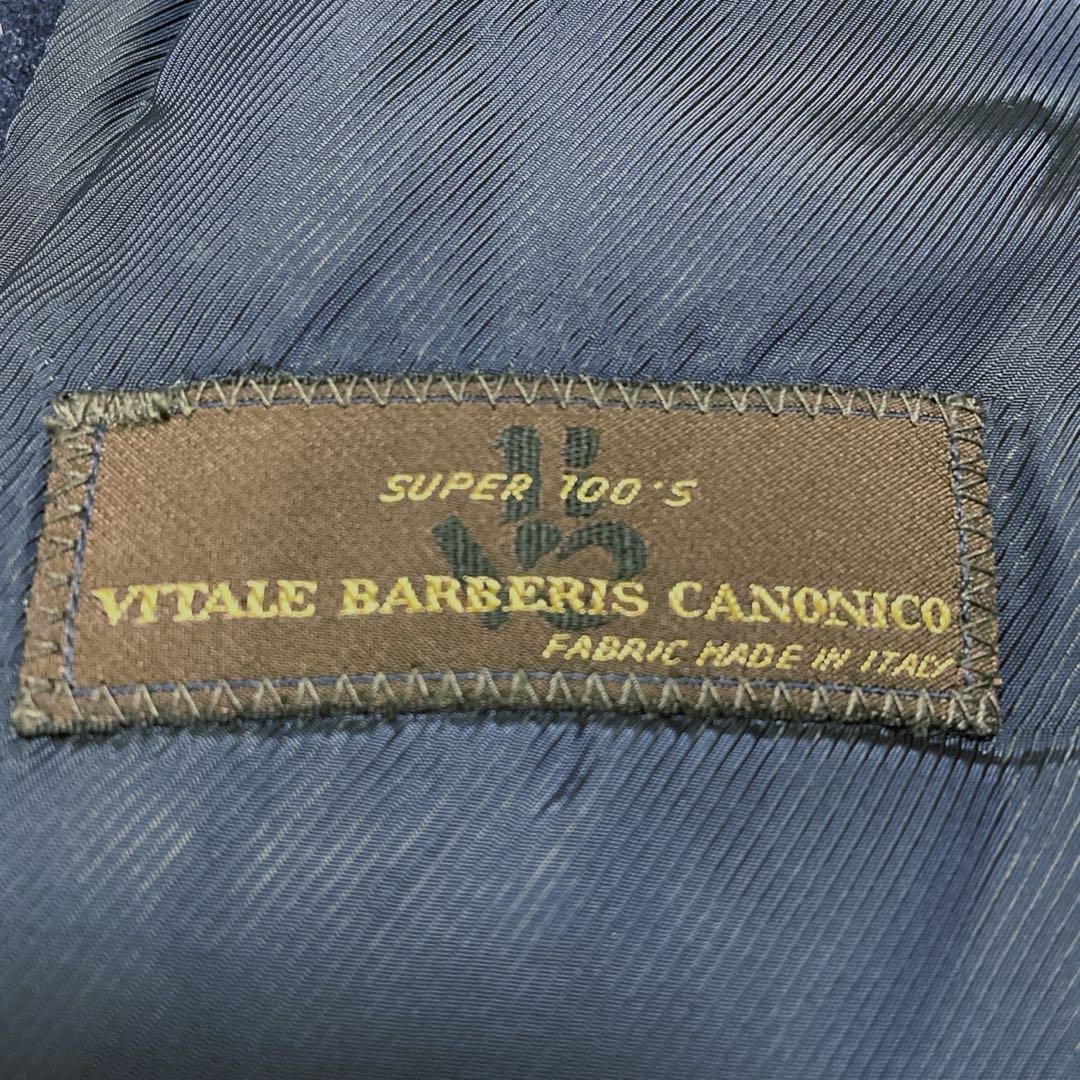 SUPER 100'S
VITALE BARBERIS CANONICO
FABRIC MADE IN ITALY